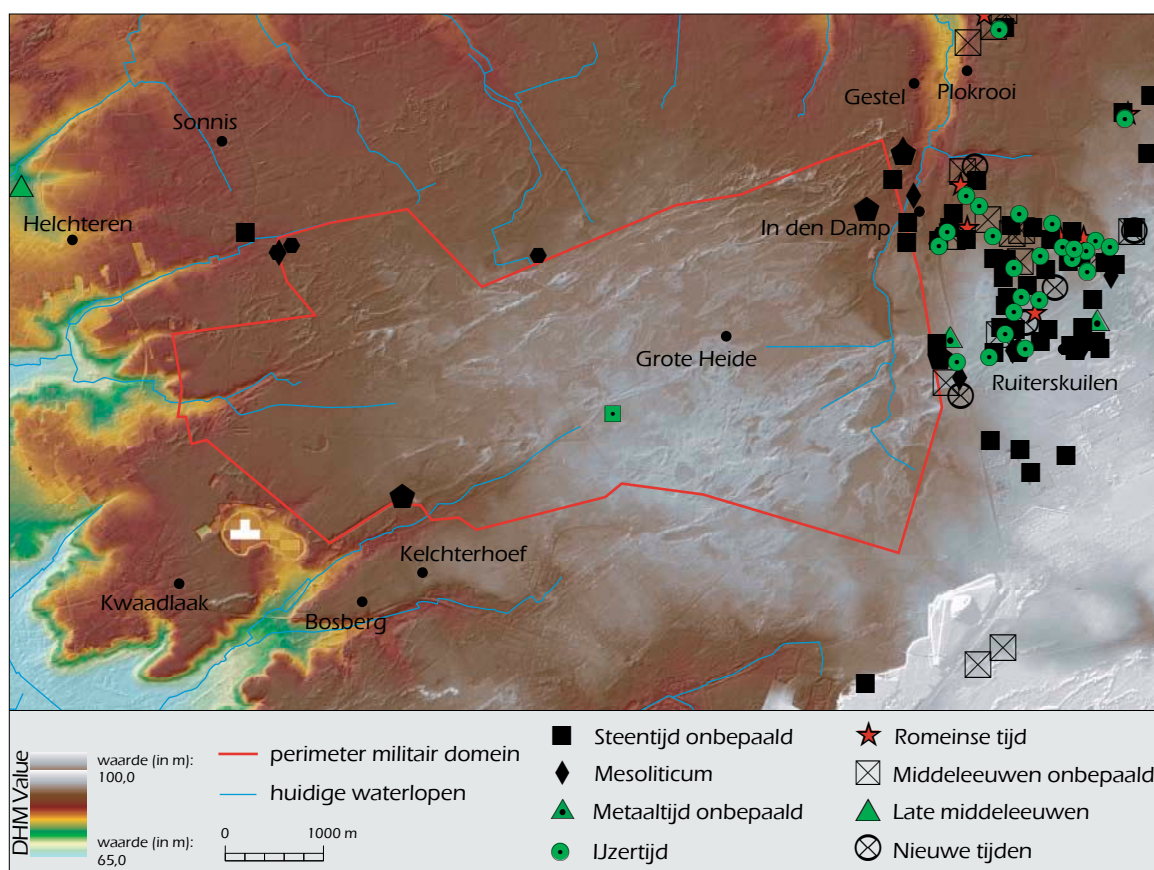 Plokrooi
Gestel
Sonnis
Helchteren
In den Damp
Grote Heide
Ruiterskuilen
Kelchterhoef
Kwaadlaak
Bosberg
DHM Value
waarde (in m):
100,0
waarde (in m):
65,0
perimeter militair domein
huidige waterlopen
0 1000 m
Steentijd onbepaald
Mesoliticum
Metaaltijd onbepaald
IJzertijd
Romeinse tijd
Middeleeuwen onbepaald
Late middeleeuwen
Nieuwe tijden